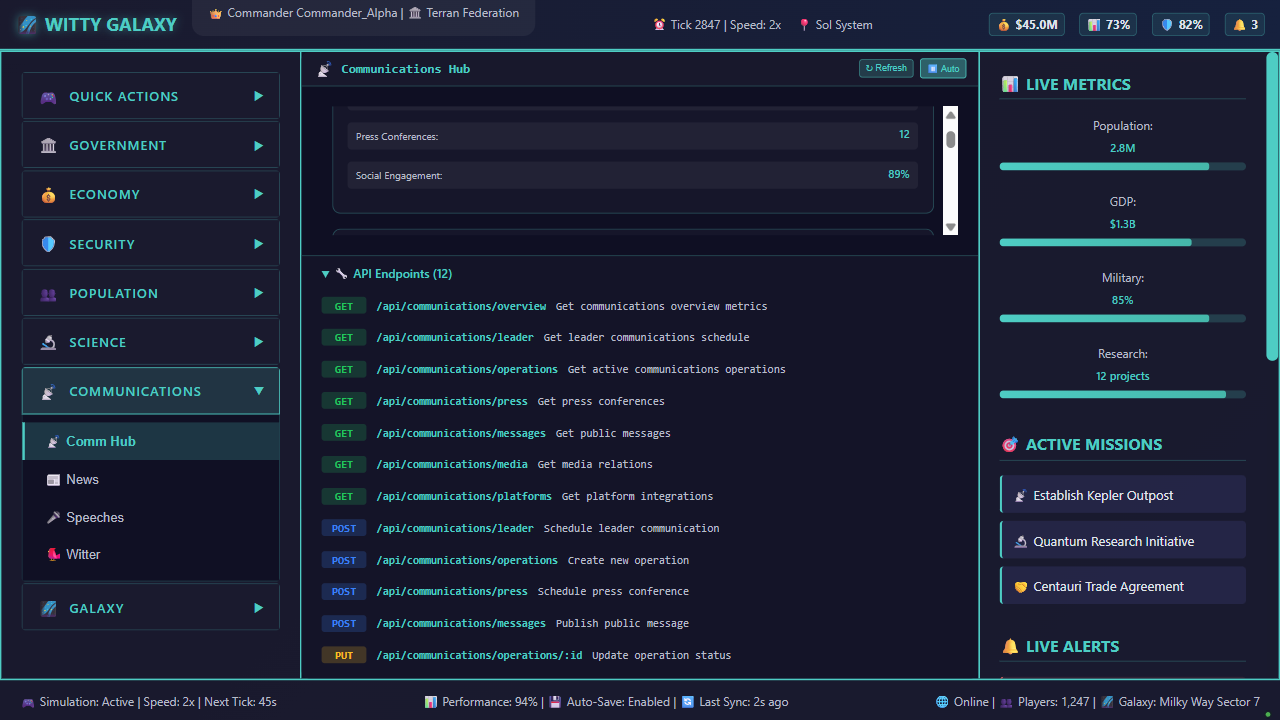 WITTY GALAXY
Commander Commander_Alpha | Terran Federation
Tick 2847 | Speed: 2x
Sol System
$45.0M
73%
82%
3
QUICK ACTIONS
GOVERNMENT
ECONOMY
SECURITY
POPULATION
SCIENCE
COMMUNICATIONS
Comm Hub
News
Speeches
Witter
GALAXY
Communications Hub
↻ Refresh
Auto
Press Conferences: 12
Social Engagement: 89%
▼ API Endpoints (12)
GET /api/communications/overview Get communications overview metrics
GET /api/communications/leader Get leader communications schedule
GET /api/communications/operations Get active communications operations
GET /api/communications/press Get press conferences
GET /api/communications/messages Get public messages
GET /api/communications/media Get media relations
GET /api/communications/platforms Get platform integrations
POST /api/communications/leader Schedule leader communication
POST /api/communications/operations Create new operation
POST /api/communications/press Schedule press conference
POST /api/communications/messages Publish public message
PUT /api/communications/operations/:id Update operation status
LIVE METRICS
Population:
2.8M
GDP:
$1.3B
Military:
85%
Research:
12 projects
ACTIVE MISSIONS
Establish Kepler Outpost
Quantum Research Initiative
Centauri Trade Agreement
LIVE ALERTS
Simulation: Active | Speed: 2x | Next Tick: 45s
Performance: 94% | Auto-Save: Enabled | Last Sync: 2s ago
Online | Players: 1,247 | Galaxy: Milky Way Sector 7